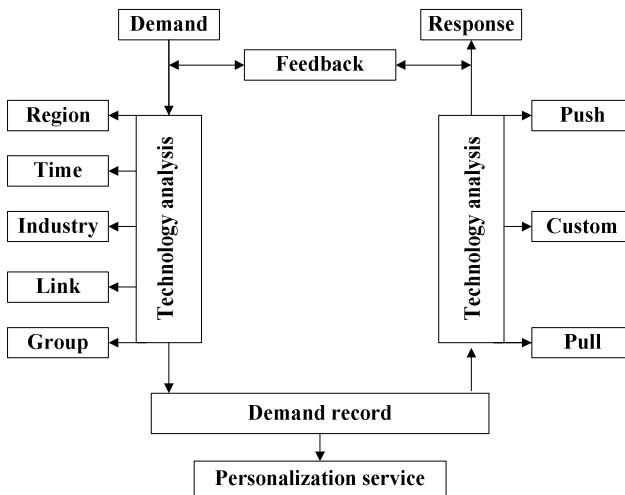 Demand
Response
Feedback
Region
Time
Industry
Link
Group
Technology analysis
Technology analysis
Push
Custom
Pull
Demand record
Personalization service